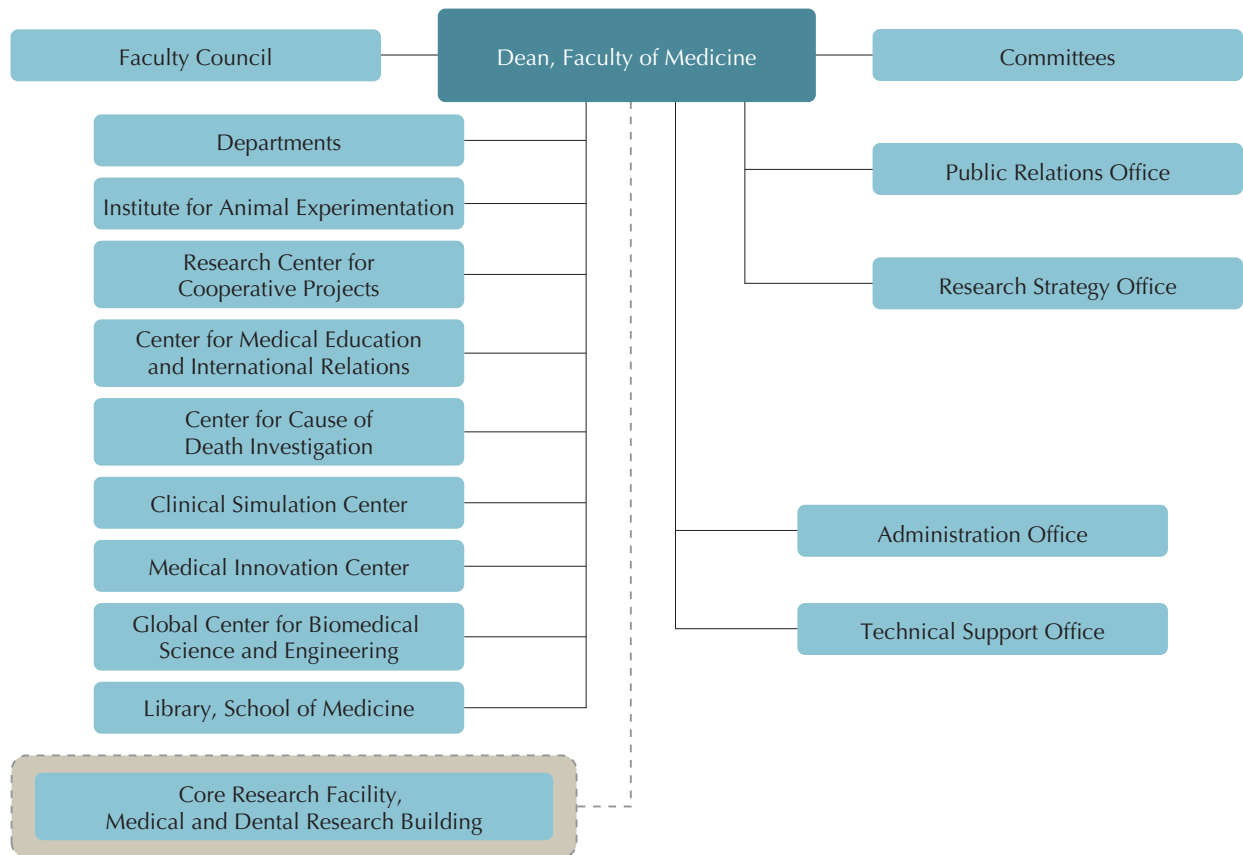 Faculty Council
Dean, Faculty of Medicine
Committees
Departments
Institute for Animal Experimentation
Research Center for
Cooperative Projects
Center for Medical Education
and International Relations
Center for Cause of
Death Investigation
Clinical Simulation Center
Medical Innovation Center
Global Center for Biomedical
Science and Engineering
Library, School of Medicine
Core Research Facility,
Medical and Dental Research Building
Public Relations Office
Research Strategy Office
Administration Office
Technical Support Office